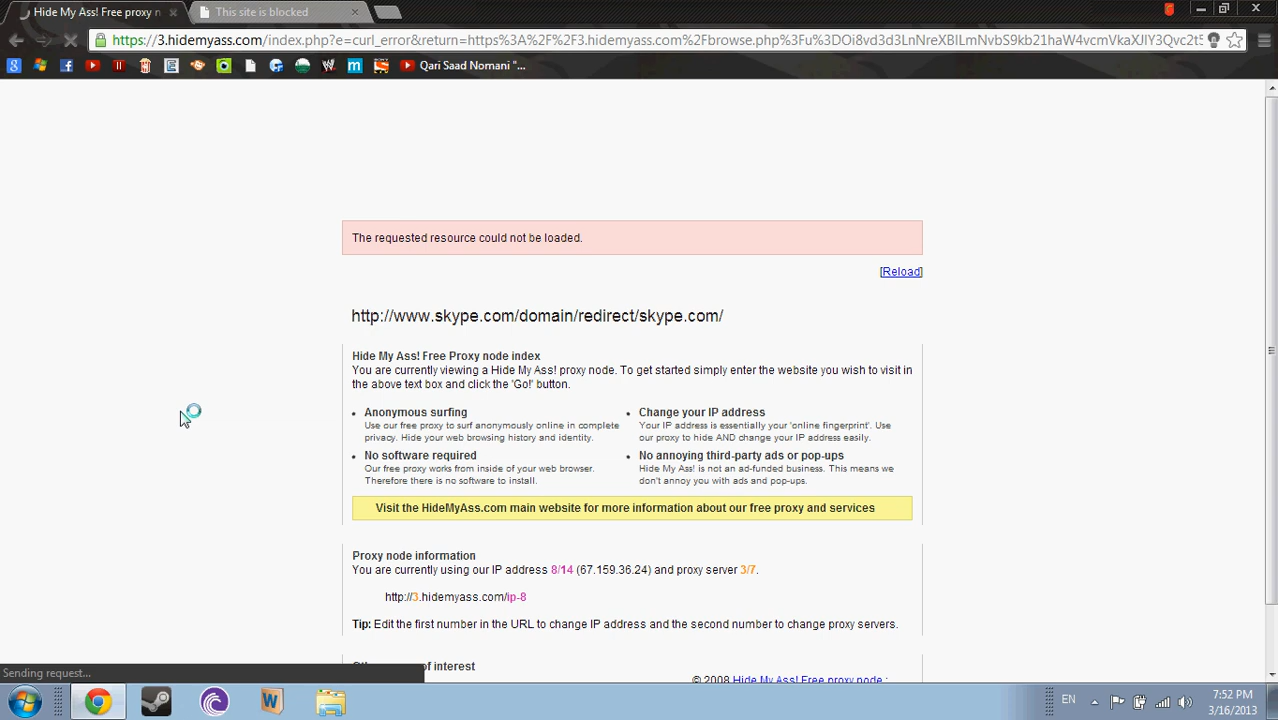 Hide My Ass! Free proxy n
This site is blocked
https://3.hidemyass.com/index.php?e=curl_error&return=https%3A%2F%2F3.hidemyass.com%2Fbrowse.php%3Fu%3DOi8vd3d3LnNreXBlLmNvbS9kb21haW4vcmVkaXJlY3Qvc2t5
Qari Saad Nomani "...
The requested resource could not be loaded.
[Reload]
http://www.skype.com/domain/redirect/skype.com/
Hide My Ass! Free Proxy node index
You are currently viewing a Hide My Ass! proxy node. To get started simply enter the website you wish to visit in
the above text box and click the 'Go!' button.
Anonymous surfing
Use our free proxy to surf anonymously online in complete
privacy. Hide your web browsing history and identity.
Change your IP address
Your IP address is essentially your 'online fingerprint'. Use
our proxy to hide AND change your IP address easily.
No software required
Our free proxy works from inside of your web browser.
Therefore there is no software to install.
No annoying third-party ads or pop-ups
Hide My Ass! is not an ad-funded business. This means we
don't annoy you with ads and pop-ups.
Visit the HideMyAss.com main website for more information about our free proxy and services
Proxy node information
You are currently using our IP address 8/14 (67.159.36.24) and proxy server 3/7.
http://3.hidemyass.com/ip-8
Tip: Edit the first number in the URL to change IP address and the second number to change proxy servers.
of interest
© 2008 Hide My Ass! Free proxy node :
Sending request...
EN
7:52 PM
3/16/2013